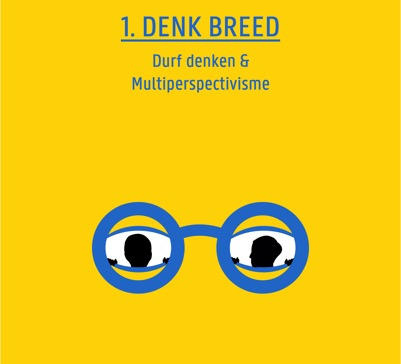 1. DENK BREED
Durf denken &
Multiperspectivisme